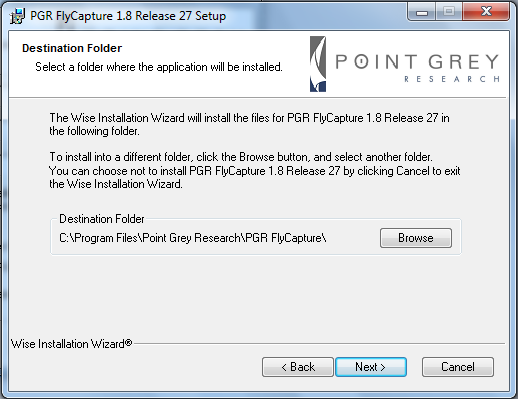 PGR FlyCapture 1.8 Release 27 Setup
Destination Folder
Select a folder where the application will be installed.
POINT GREY
RESEARCH
The Wise Installation Wizard will install the files for PGR FlyCapture 1.8 Release 27 in
the following folder.
To install into a different folder, click the Browse button, and select another folder.
You can choose not to install PGR FlyCapture 1.8 Release 27 by clicking Cancel to exit
the Wise Installation Wizard.
Destination Folder
C:\Program Files\Point Grey Research\PGR FlyCapture\
Browse
Wise Installation Wizard®
< Back
Next >
Cancel